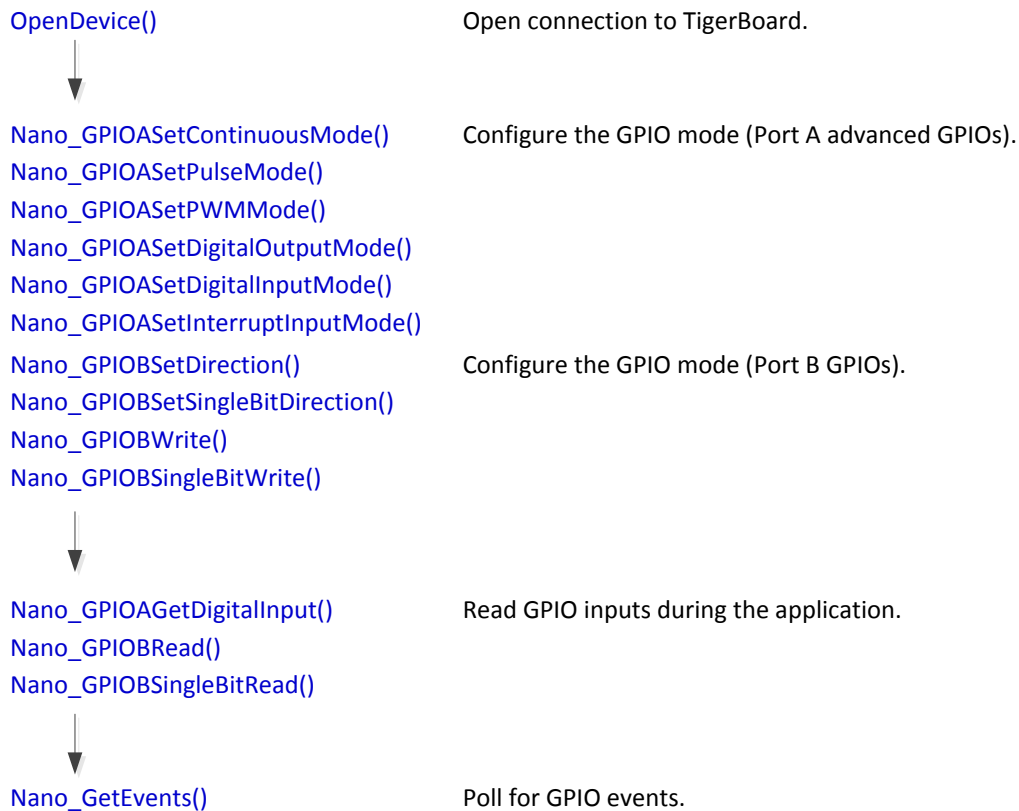 OpenDevice() Open connection to TigerBoard.
Nano_GPIOASetContinuousMode() Configure the GPIO mode (Port A advanced GPIOs).
Nano_GPIOASetPulseMode()
Nano_GPIOASetPWMMode()
Nano_GPIOASetDigitalOutputMode()
Nano_GPIOASetDigitalInputMode()
Nano_GPIOASetInterruptInputMode()
Nano_GPIOBSetDirection() Configure the GPIO mode (Port B GPIOs).
Nano_GPIOBSetSingleBitDirection()
Nano_GPIOBWrite()
Nano_GPIOBSingleBitWrite()
Nano_GPIOAGetDigitalInput() Read GPIO inputs during the application.
Nano_GPIOBRead()
Nano_GPIOBSingleBitRead()
Nano_GetEvents() Poll for GPIO events.